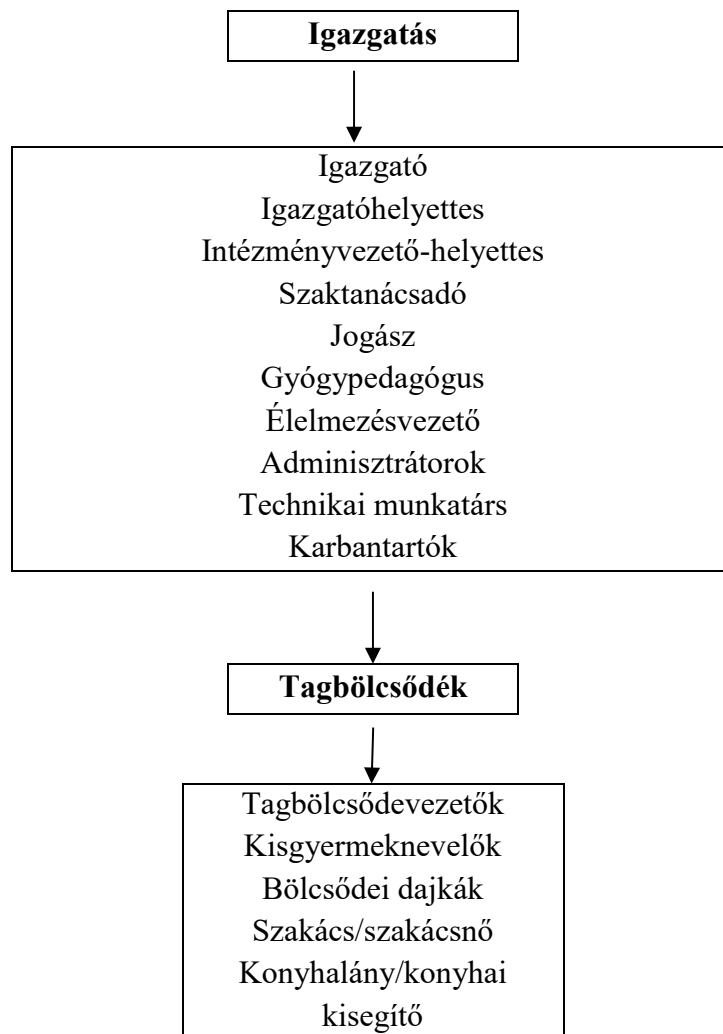 Igazgatás
Igazgató
Igazgatóhelyettes
Intézményvezető-helyettes
Szaktanácsadó
Jogász
Gyógypedagógus
Élelmezésvezető
Adminisztrátorok
Technikai munkatárs
Karbantartók
Tagbölcsődék
Tagbölcsődevezetők
Kisgyermeknevelők
Bölcsődei dajkák
Szakács/szakácsnő
Konyhalány/konyhai
kisegítő